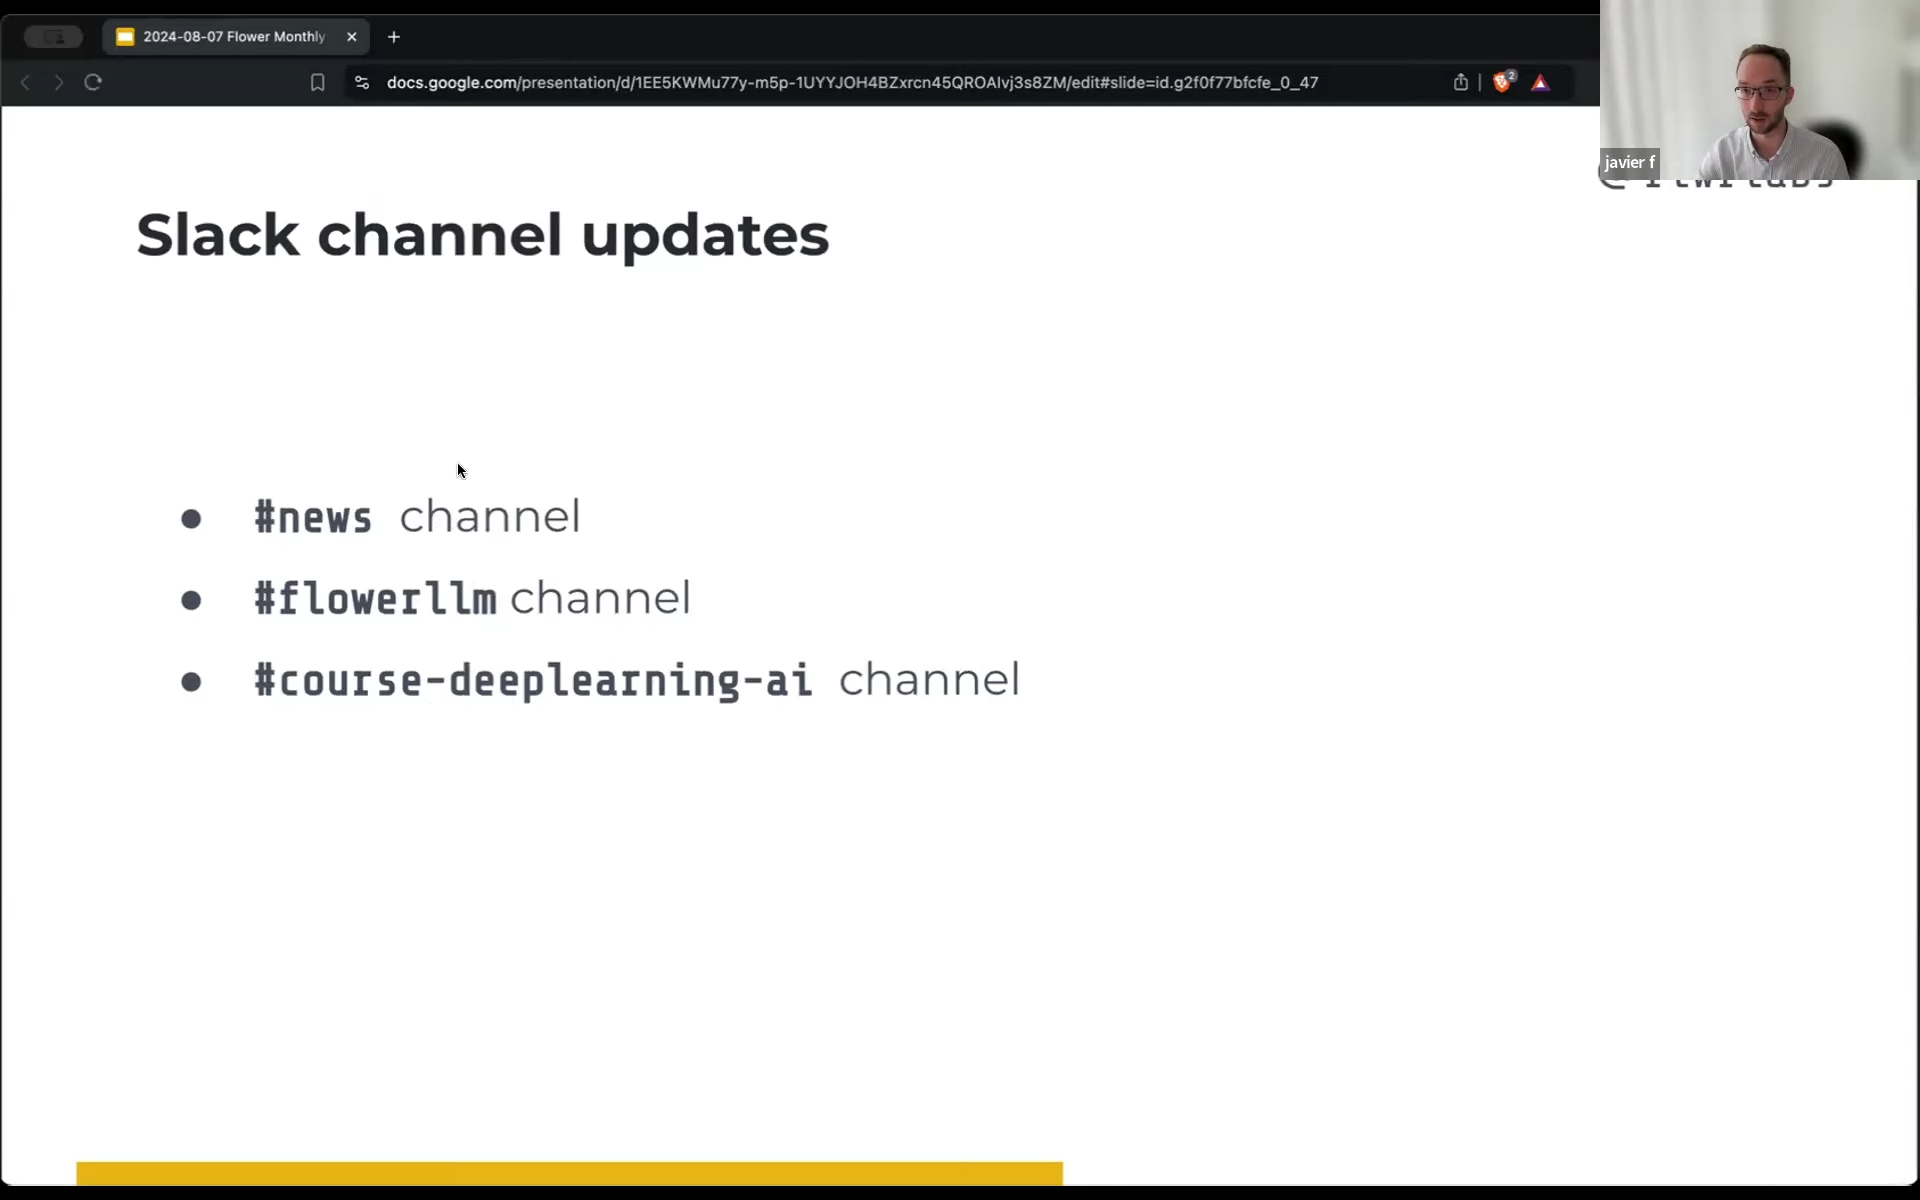 2024-08-07 Flower Monthly
docs.google.com/presentation/d/1EE5KWMu77y-m5p-1UYYJOH4BZxrcn45QROAIvj3s8ZM/edit#slide=id.g2f0f77bfcfe_0_47
2
javier f
Slack channel updates
#news channel
#flowerllm channel
#course-deeplearning-ai channel